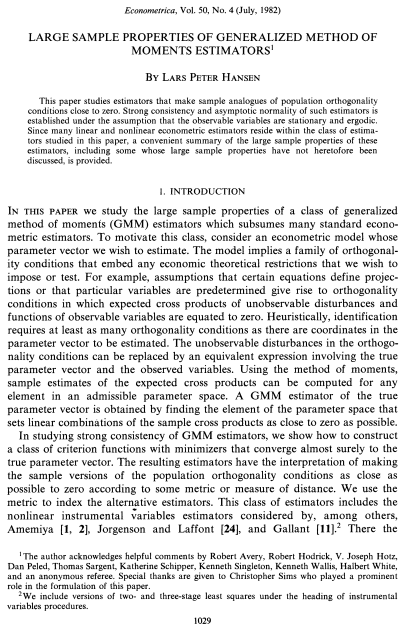 Econometrica, Vol. 50, No. 4 (July, 1982)
LARGE SAMPLE PROPERTIES OF GENERALIZED METHOD OF
MOMENTS ESTIMATORS¹
By Lars Peter Hansen
This paper studies estimators that make sample analogues of population orthogonality
conditions close to zero. Strong consistency and asymptotic normality of such estimators is
established under the assumption that the observable variables are stationary and ergodic.
Since many linear and nonlinear econometric estimators reside within the class of estima-
tors studied in this paper, a convenient summary of the large sample properties of these
estimators, including some whose large sample properties have not heretofore been
discussed, is provided.
1. INTRODUCTION
In this paper we study the large sample properties of a class of generalized
method of moments (GMM) estimators which subsumes many standard econo-
metric estimators. To motivate this class, consider an econometric model whose
parameter vector we wish to estimate. The model implies a family of orthogonal-
ity conditions that embed any economic theoretical restrictions that we wish to
impose or test. For example, assumptions that certain equations define projec-
tions or that particular variables are predetermined give rise to orthogonality
conditions in which expected cross products of unobservable disturbances and
functions of observable variables are equated to zero. Heuristically, identification
requires at least as many orthogonality conditions as there are coordinates in the
parameter vector to be estimated. The unobservable disturbances in the orthogo-
nality conditions can be replaced by an equivalent expression involving the true
parameter vector and the observed variables. Using the method of moments,
sample estimates of the expected cross products can be computed for any
element in an admissible parameter space. A GMM estimator of the true
parameter vector is obtained by finding the element of the parameter space that
sets linear combinations of the sample cross products as close to zero as possible.
In studying strong consistency of GMM estimators, we show how to construct
a class of criterion functions with minimizers that converge almost surely to the
true parameter vector. The resulting estimators have the interpretation of making
the sample versions of the population orthogonality conditions as close as
possible to zero according to some metric or measure of distance. We use the
metric to index the alternative estimators. This class of estimators includes the
nonlinear instrumental variables estimators considered by, among others,
Amemiya [1, 2], Jorgenson and Laffont [24], and Gallant [11].² There the
¹The author acknowledges helpful comments by Robert Avery, Robert Hodrick, V. Joseph Hotz,
Dan Peled, Thomas Sargent, Katherine Schipper, Kenneth Singleton, Kenneth Wallis, Halbert White,
and an anonymous referee. Special thanks are given to Christopher Sims who played a prominent
role in the formulation of this paper.
²We include versions of two- and three-stage least squares under the heading of instrumental
variables procedures.
1029